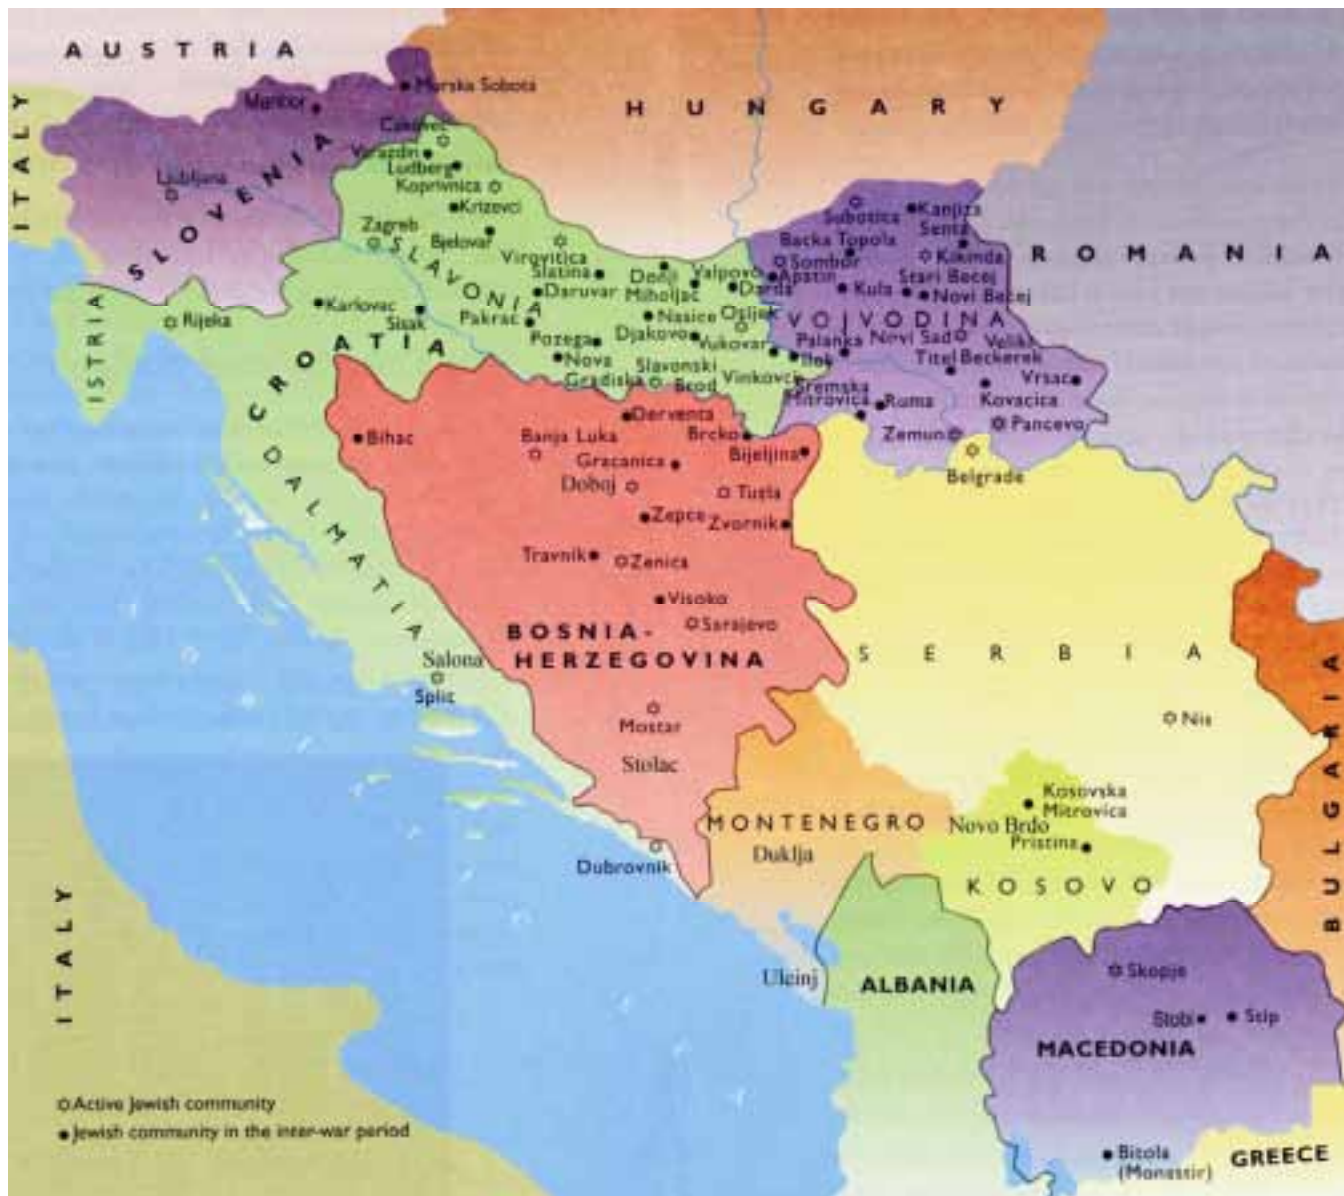 AUSTRIA
HUNGARY
ITALY
ROMANIA
SLOVENIA
Maribor
Murska Sobota
Ljubljana
Cakovec
Varazdin
Ludberg
Koprivnica
Krizevci
Zagreb
Bjelovar
Virovitica
SLAVONIA
Slatina
Daruvar
Pakrac
Donji
Miholjac
Valpovo
Darda
Nasice
Osijek
Djakovo
Vukovar
Pozega
Nova
Gradiska
Slavonski
Brod
Vinkovci
Ilok
Karlovac
Sisak
Rijeka
ISTRIA
CROATIA
DALMATIA
Subotica
Kanjiza
Senta
Backa Topola
Sombor
Kikinda
Apatin
Stari Becej
Kula
Novi Becej
VOJVODINA
Palanka
Novi Sad
Veliki
Beckerek
Titel
Vrsac
Sremska
Mitrovica
Ruma
Kovacica
Zemun
Pancevo
Belgrade
Bihac
Derventa
Banja Luka
Brcko
Gracanica
Bijeljina
Doboj
Tusla
Zepce
Zvornik
Travnik
Zenica
Visoko
Sarajevo
BOSNIA-
HERZEGOVINA
Salona
Split
Mostar
Stolac
Dubrovnik
SERBIA
Nis
BULGARIA
MONTENEGRO
Duklja
Kosovska
Mitrovica
Novo Brdo
Pristina
KOSOVO
Ulcinj
ALBANIA
Skopje
Stobi
Stip
MACEDONIA
Bitola
(Monassir)
GREECE
ITALY
Active Jewish community
Jewish community in the inter-war period